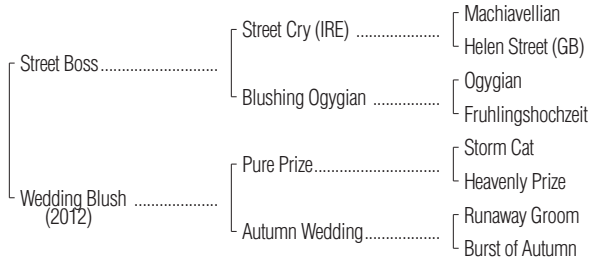 Machiavellian
Street Cry (IRE) ..................
Helen Street (GB)
Street Boss.........................
Ogygian
Blushing Ogygian ..............
Fruhlingshochzeit
Storm Cat
Pure Prize...........................
Heavenly Prize
Wedding Blush ..................
(2012)
Runaway Groom
Autumn Wedding................
Burst of Autumn